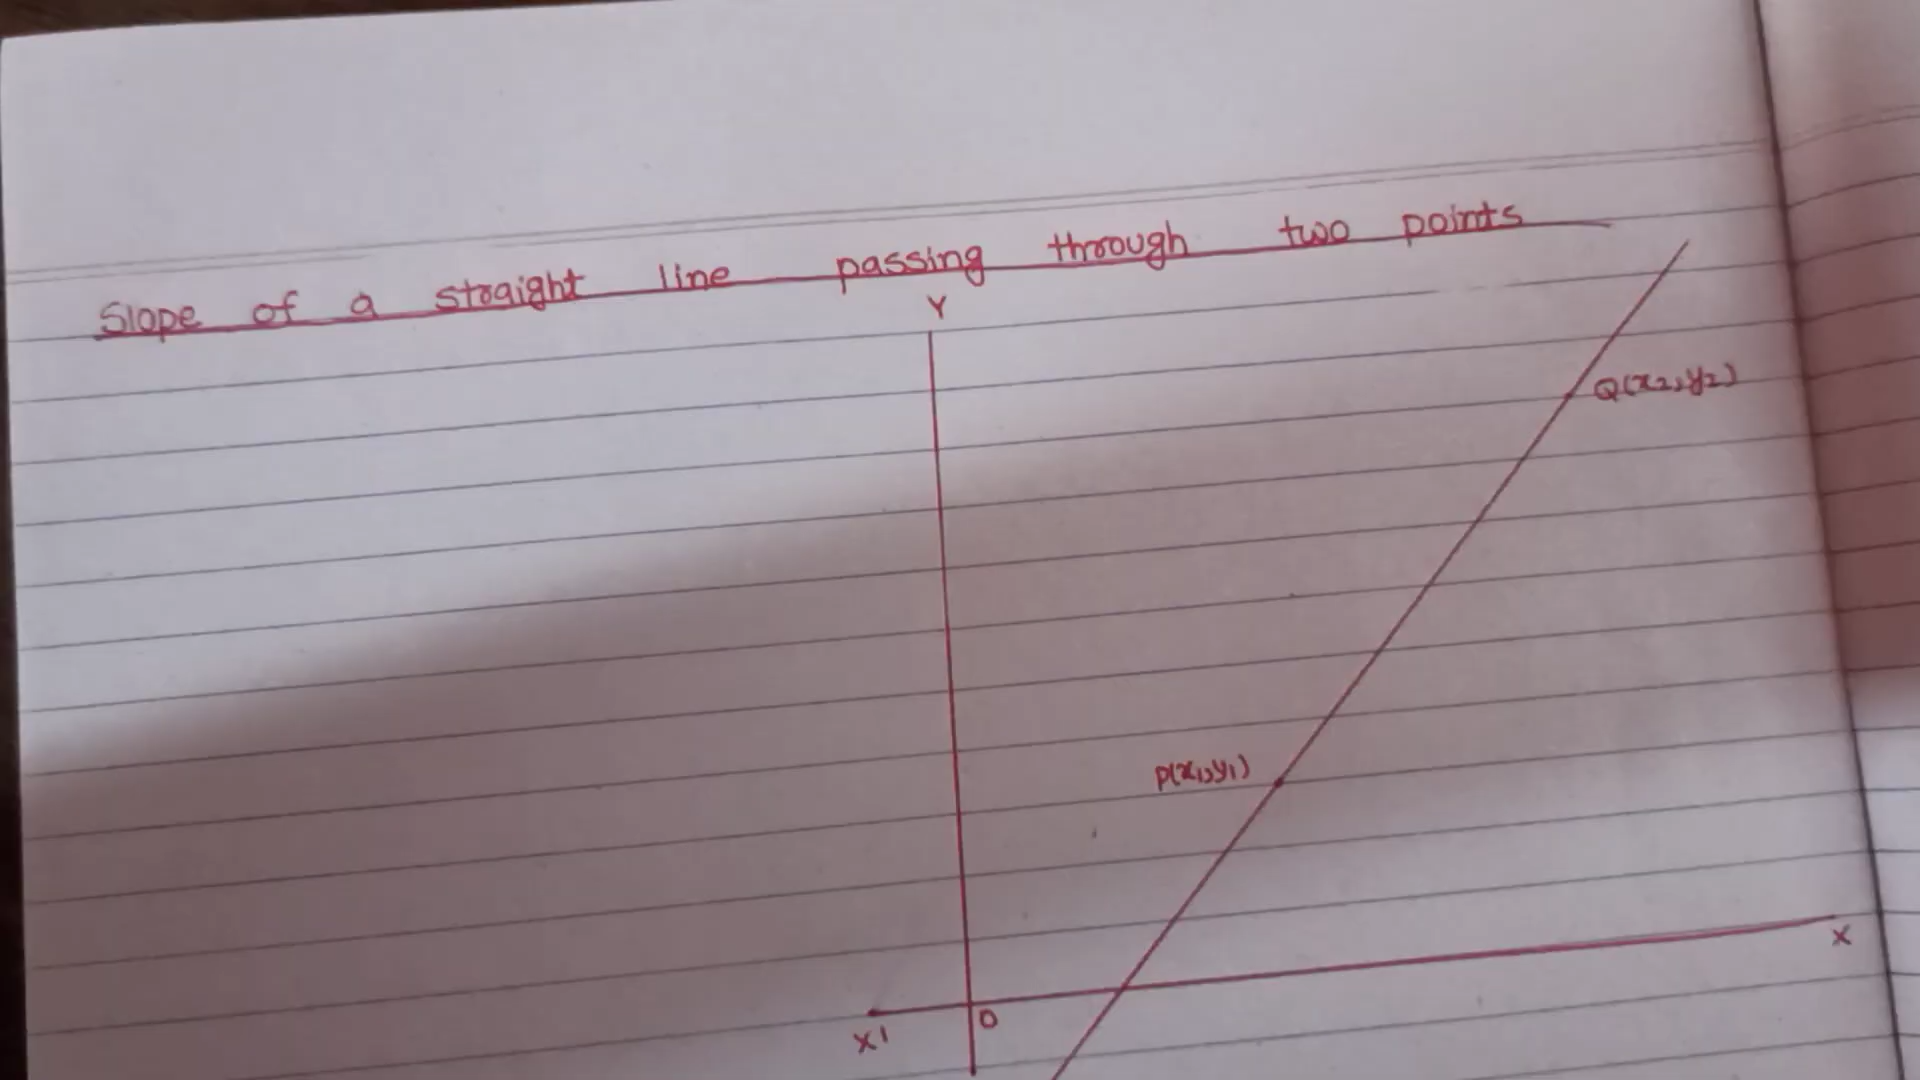 Slope of a straight line passing through two points
Y
Q(x2, y2)
P(x1, y1)
X
X' O